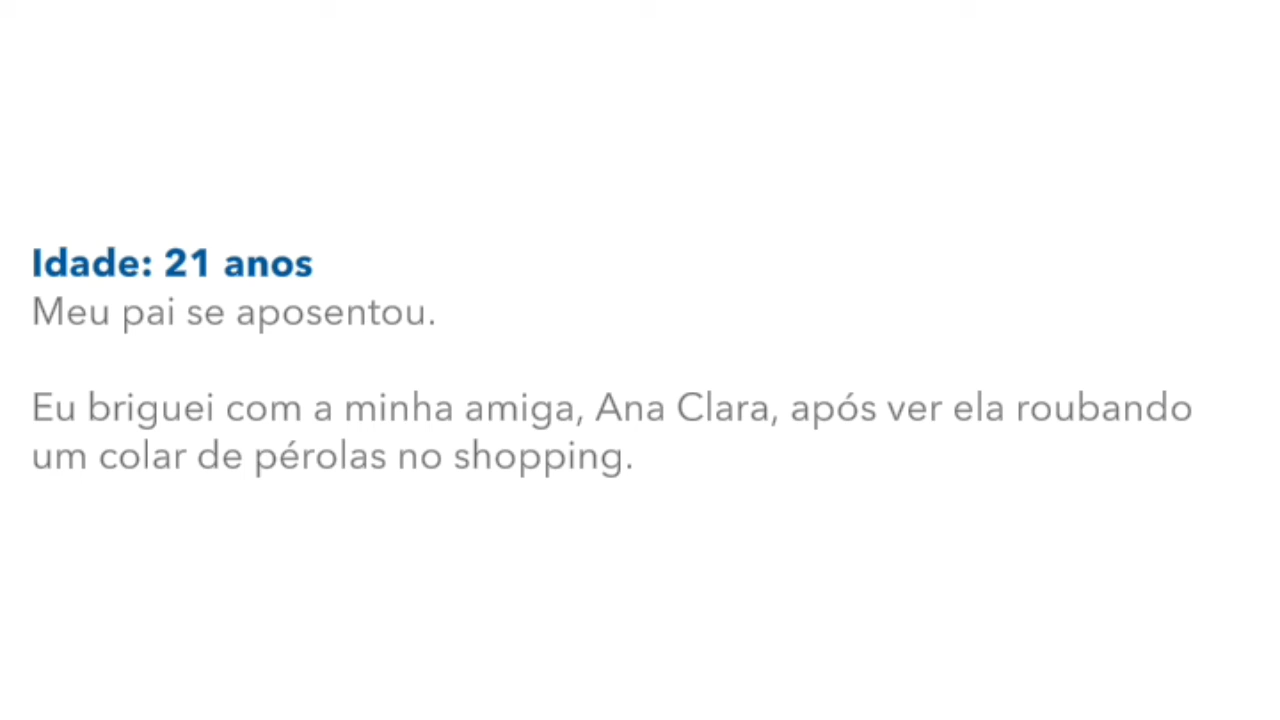 Idade: 21 anos
Meu pai se aposentou.
Eu briguei com a minha amiga, Ana Clara, após ver ela roubando
um colar de pérolas no shopping.